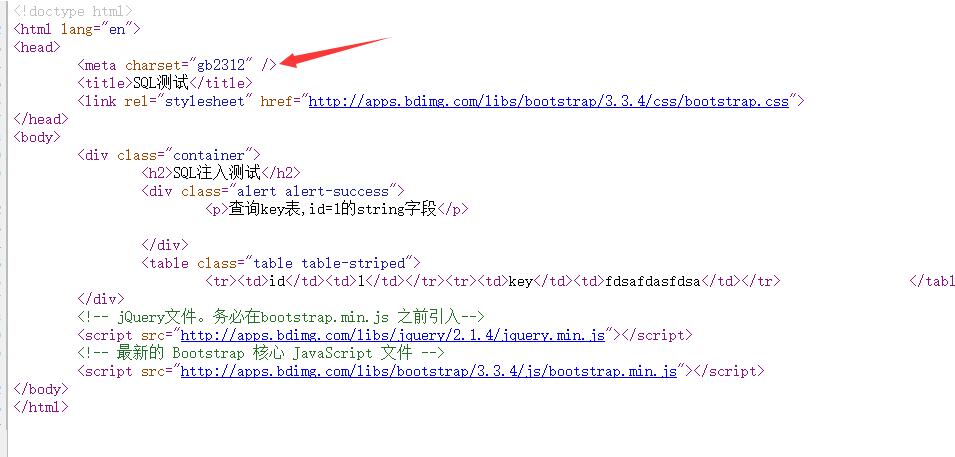 <!doctype html>
<html lang="en">
<head>
<meta charset="gb2312" />
<title>SQL测试</title>
<link rel="stylesheet" href="http://apps.bdimg.com/libs/bootstrap/3.3.4/css/bootstrap.css">
</head>
<body>
<div class="container">
<h2>SQL注入测试</h2>
<div class="alert alert-success">
<p>查询key表,id=1的string字段</p>
</div>
<table class="table table-striped">
<tr><td>id</td><td>1</td></tr><tr><td>key</td><td>fdsafdasfdsa</td></tr> </tabl
</div>
<!-- jQuery文件。务必在bootstrap.min.js 之前引入-->
<script src="http://apps.bdimg.com/libs/jquery/2.1.4/jquery.min.js"></script>
<!-- 最新的 Bootstrap 核心 JavaScript 文件 -->
<script src="http://apps.bdimg.com/libs/bootstrap/3.3.4/js/bootstrap.min.js"></script>
</body>
</html>